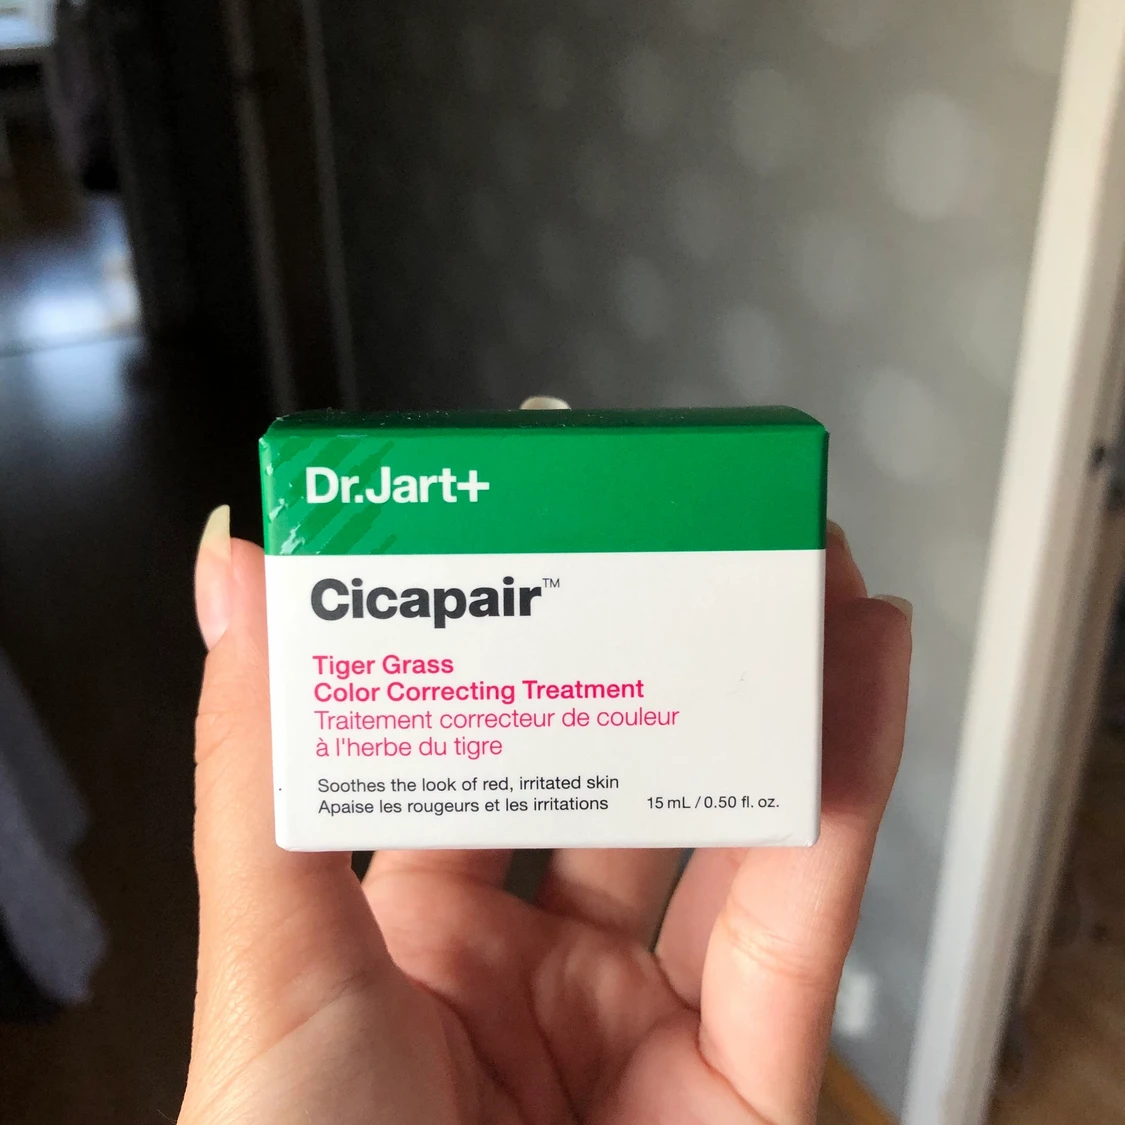 Dr.Jart+
Cicapair™
Tiger Grass
Color Correcting Treatment
Traitement correcteur de couleur
à l'herbe du tigre
Soothes the look of red, irritated skin
Apaise les rougeurs et les irritations
15 mL / 0.50 fl. oz.